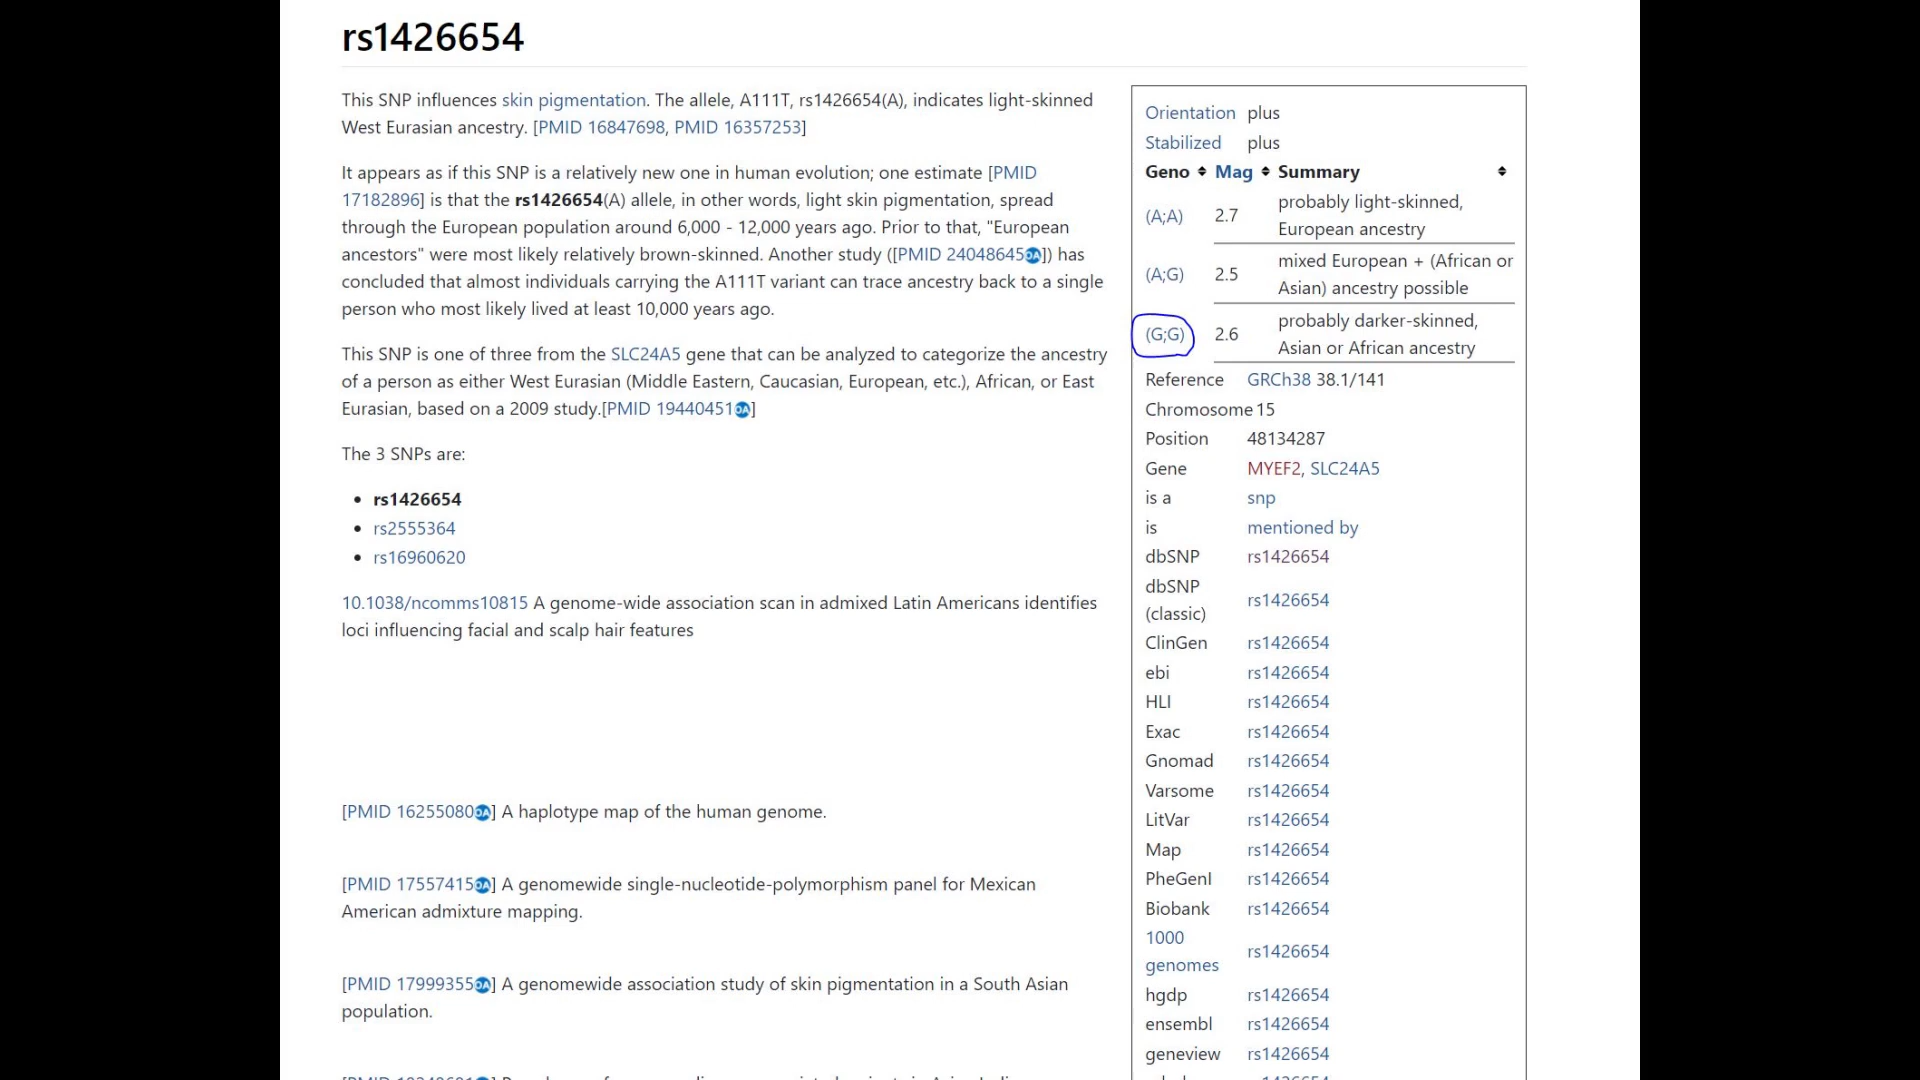 rs1426654
This SNP influences skin pigmentation. The allele, A111T, rs1426654(A), indicates light-skinned
West Eurasian ancestry. [PMID 16847698, PMID 16357253]
It appears as if this SNP is a relatively new one in human evolution; one estimate [PMID
17182896] is that the rs1426654(A) allele, in other words, light skin pigmentation, spread
through the European population around 6,000 - 12,000 years ago. Prior to that, "European
ancestors" were most likely relatively brown-skinned. Another study ([PMID 24048645OA]) has
concluded that almost individuals carrying the A111T variant can trace ancestry back to a single
person who most likely lived at least 10,000 years ago.
This SNP is one of three from the SLC24A5 gene that can be analyzed to categorize the ancestry
of a person as either West Eurasian (Middle Eastern, Caucasian, European, etc.), African, or East
Eurasian, based on a 2009 study.[PMID 19440451OA]
The 3 SNPs are:
• rs1426654
• rs2555364
• rs16960620
10.1038/ncomms10815 A genome-wide association scan in admixed Latin Americans identifies
loci influencing facial and scalp hair features
[PMID 16255080OA] A haplotype map of the human genome.
[PMID 17557415OA] A genomewide single-nucleotide-polymorphism panel for Mexican
American admixture mapping.
[PMID 17999355OA] A genomewide association study of skin pigmentation in a South Asian
population.
Orientation plus
Stabilized plus
Geno Mag Summary
(A;A) 2.7 probably light-skinned,
European ancestry
(A;G) 2.5 mixed European + (African or
Asian) ancestry possible
(G;G) 2.6 probably darker-skinned,
Asian or African ancestry
Reference GRCh38 38.1/141
Chromosome 15
Position 48134287
Gene MYEF2, SLC24A5
is a snp
is mentioned by
dbSNP rs1426654
dbSNP
(classic) rs1426654
ClinGen rs1426654
ebi rs1426654
HLI rs1426654
Exac rs1426654
Gnomad rs1426654
Varsome rs1426654
LitVar rs1426654
Map rs1426654
PheGenI rs1426654
Biobank rs1426654
1000
genomes rs1426654
hgdp rs1426654
ensembl rs1426654
geneview rs1426654